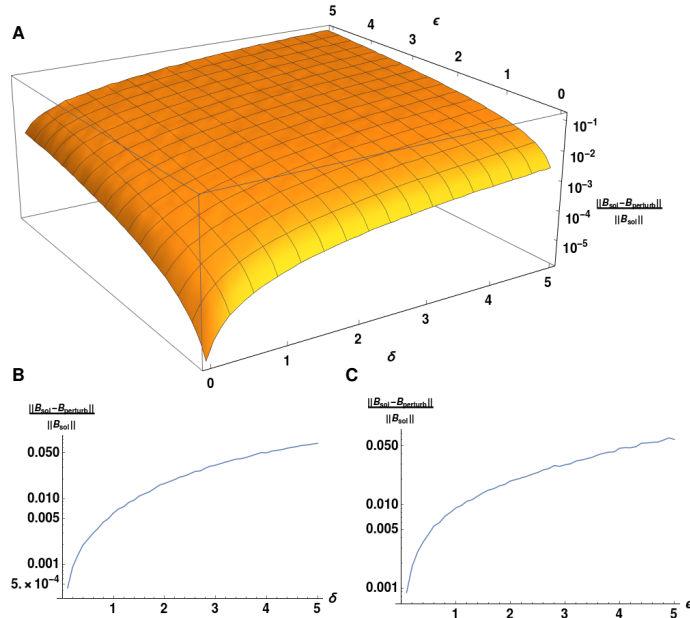 A
5
4
ϵ
3
2
1
0
10⁻¹
10⁻²
10⁻³
10⁻⁴
10⁻⁵
||B_sol−B_perturb||
||B_sol||
0
1
2
3
4
5
δ
B
||B_sol−B_perturb||
||B_sol||
0.050
0.010
0.005
0.001
5.×10⁻⁴
1 2 3 4 5 δ
C
||B_sol−B_perturb||
||B_sol||
0.050
0.010
0.005
0.001
1 2 3 4 5 ϵ